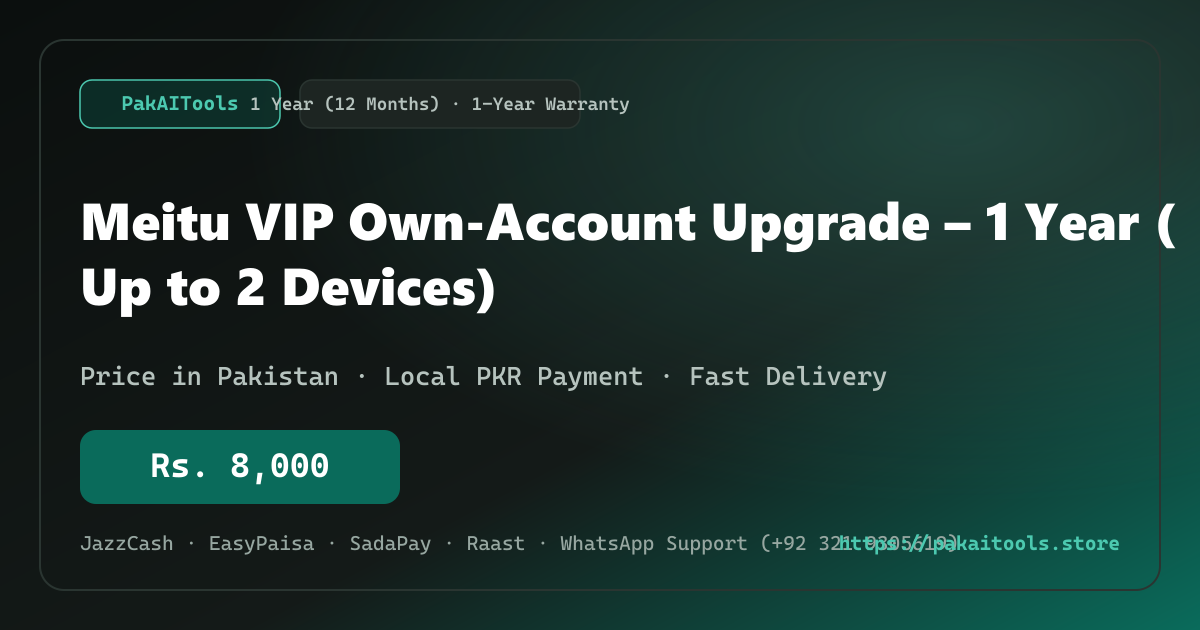 PakAITools 1 Year (12 Months) · 1-Year Warranty
Meitu VIP Own-Account Upgrade – 1 Year (
Up to 2 Devices)
Price in Pakistan · Local PKR Payment · Fast Delivery
Rs. 8,000
JazzCash · EasyPaisa · SadaPay · Raast · WhatsApp Support (+92 321 https://pakaitools.store